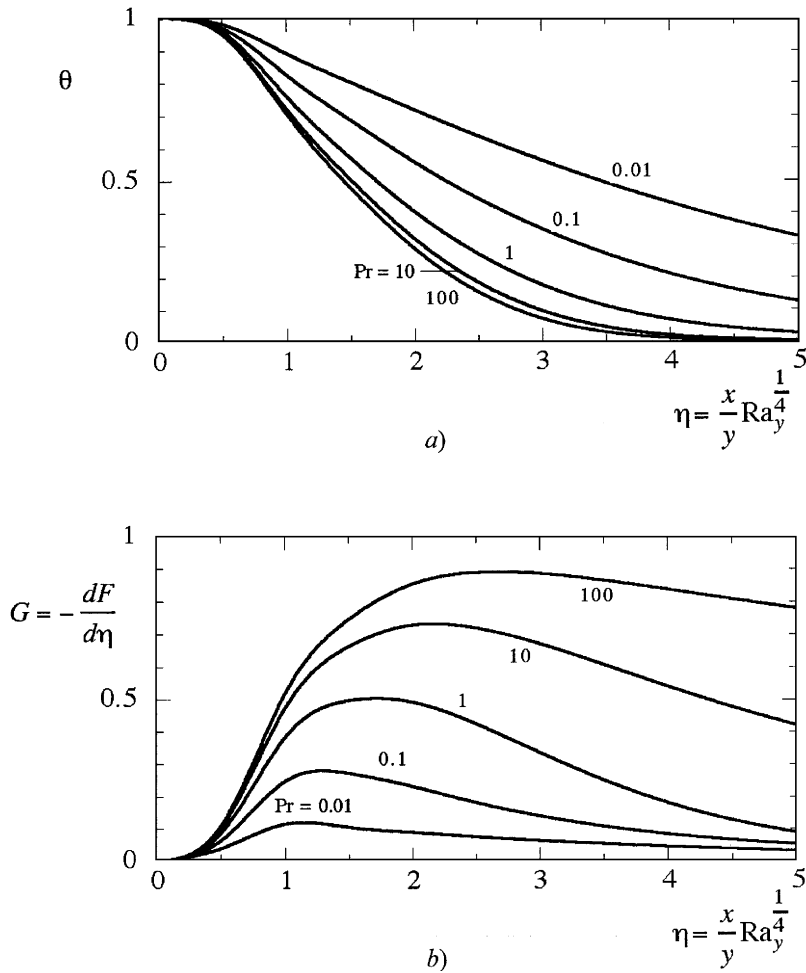 1
θ
0.5
0
0.01
0.1
1
Pr = 10
100
0 1 2 3 4 5
η = x/y Ra_y^{1/4}
a)
1
G = - dF/dη
0.5
0
100
10
1
0.1
Pr = 0.01
0 1 2 3 4 5
η = x/y Ra_y^{1/4}
b)